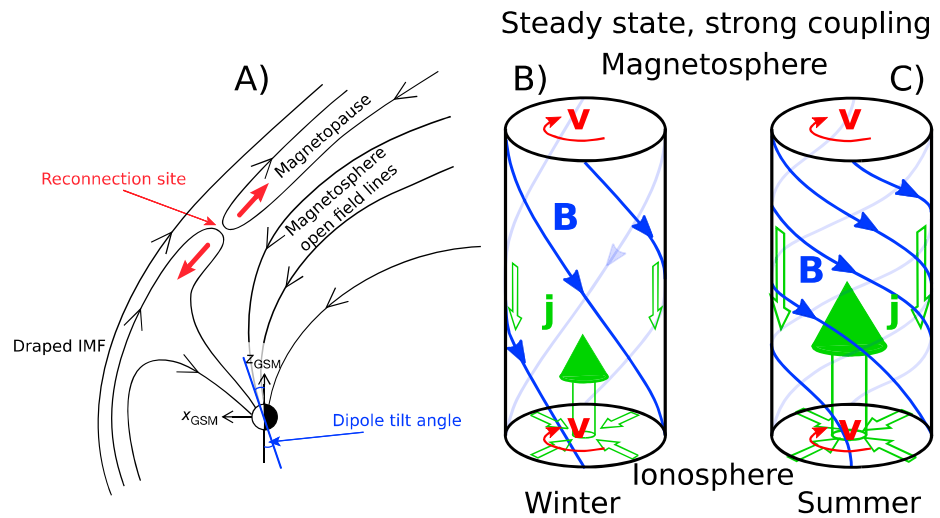 Steady state, strong coupling
Magnetosphere
A)
B)
C)
Magnetopause
Reconnection site
Magnetosphere
open field lines
Draped IMF
zGSM
xGSM
Dipole tilt angle
v
B
j
v
v
B
j
v
Ionosphere
Winter
Summer